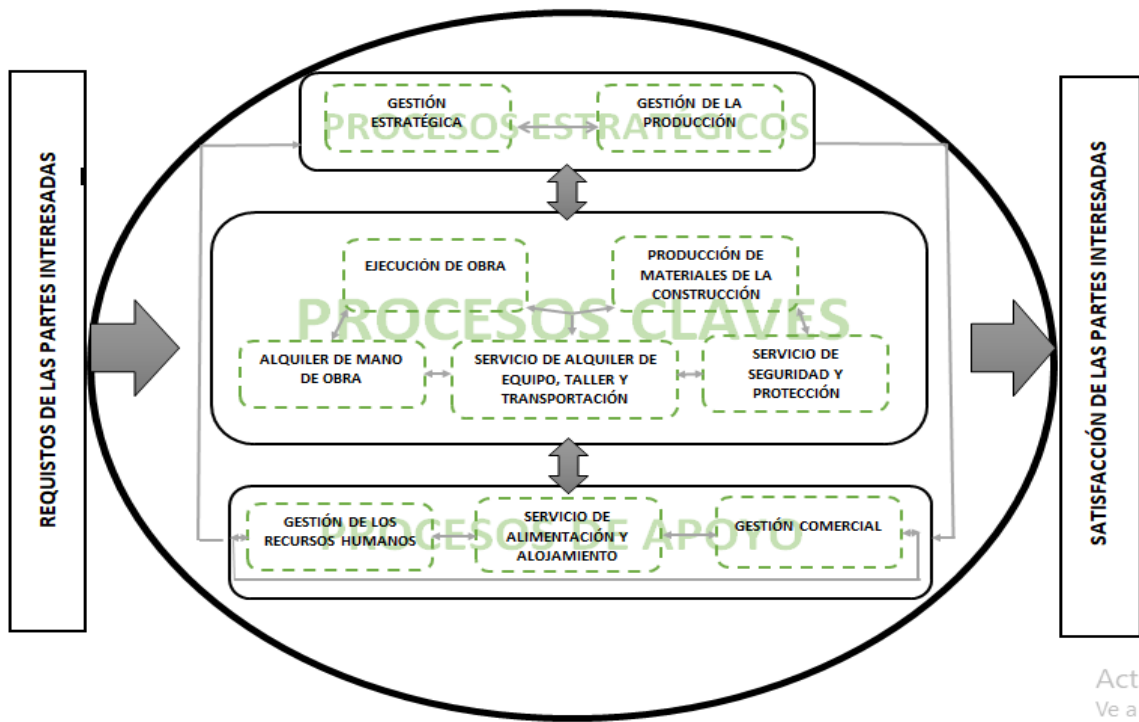 REQUISTOS DE LAS PARTES INTERESADAS
PROCESOS ESTRATEGICOS
GESTIÓN
ESTRATÉGICA
GESTIÓN DE LA
PRODUCCIÓN
PROCESOS CLAVES
EJECUCIÓN DE OBRA
PRODUCCIÓN DE
MATERIALES DE LA
CONSTRUCCIÓN
ALQUILER DE MANO
DE OBRA
SERVICIO DE ALQUILER DE
EQUIPO, TALLER Y
TRANSPORTACIÓN
SERVICIO DE
SEGURIDAD Y
PROTECCIÓN
PROCESOS DE APOYO
GESTIÓN DE LOS
RECURSOS HUMANOS
SERVICIO DE
ALIMENTACIÓN Y
ALOJAMIENTO
GESTIÓN COMERCIAL
SATISFACCIÓN DE LAS PARTES INTERESADAS
Act
Ve a